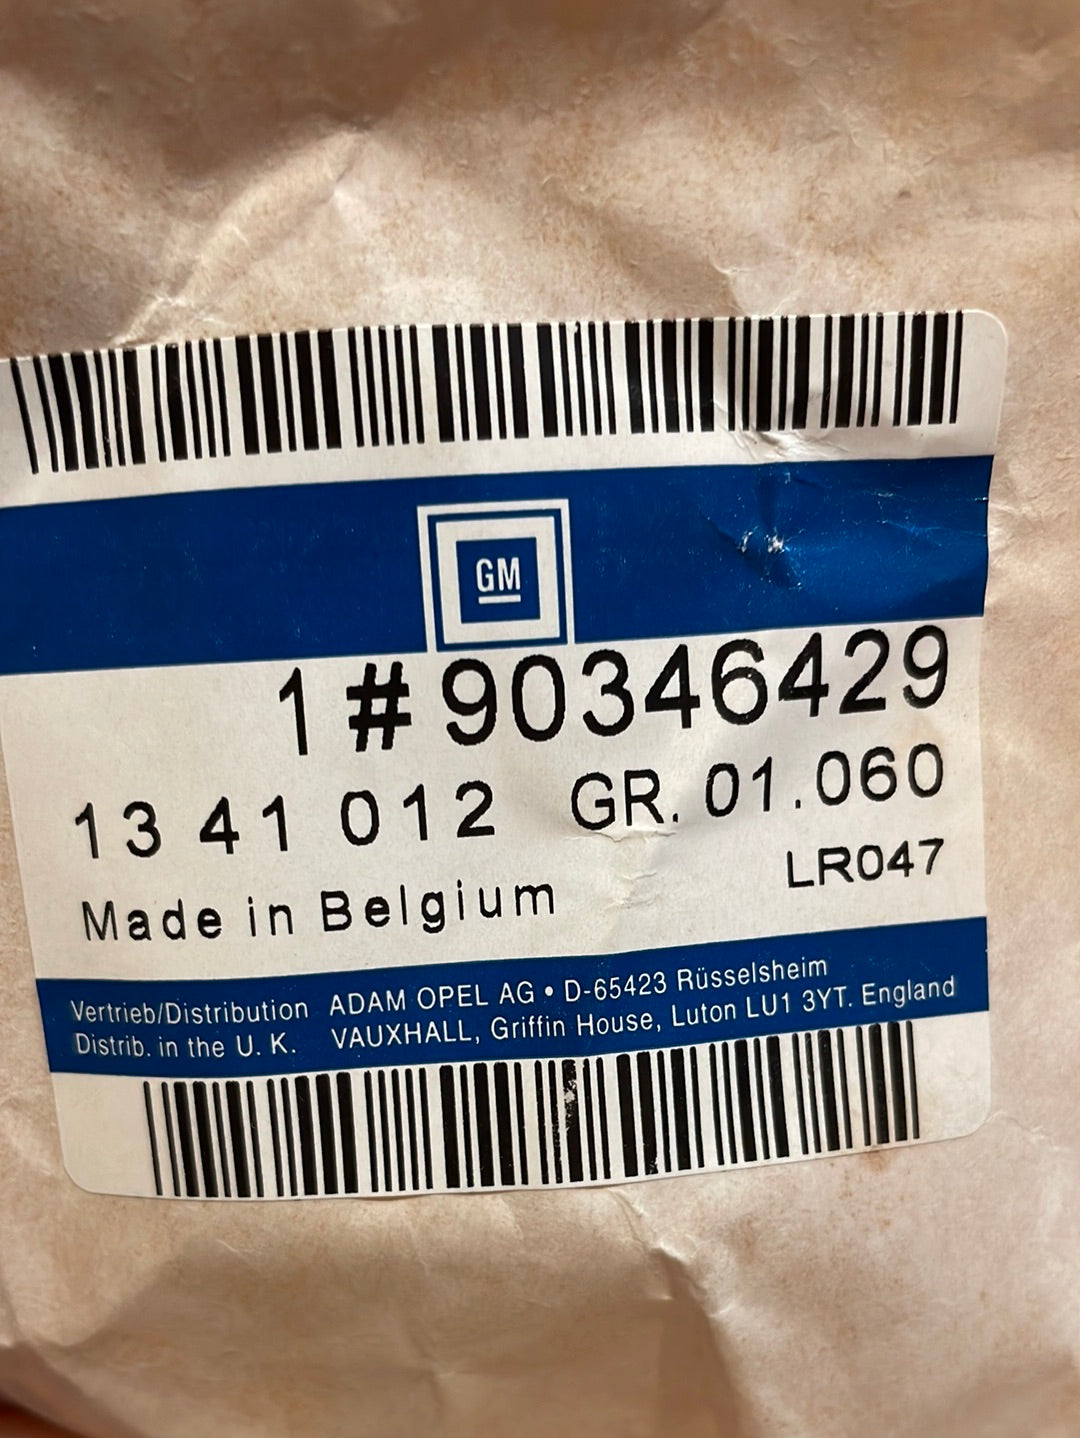 GM
1#90346429
13 41 012 GR. 01.060
LR047
Made in Belgium
Vertrieb/Distribution ADAM OPEL AG • D-65423 Rüsselsheim
Distrib. in the U. K. VAUXHALL, Griffin House, Luton LU1 3YT. England